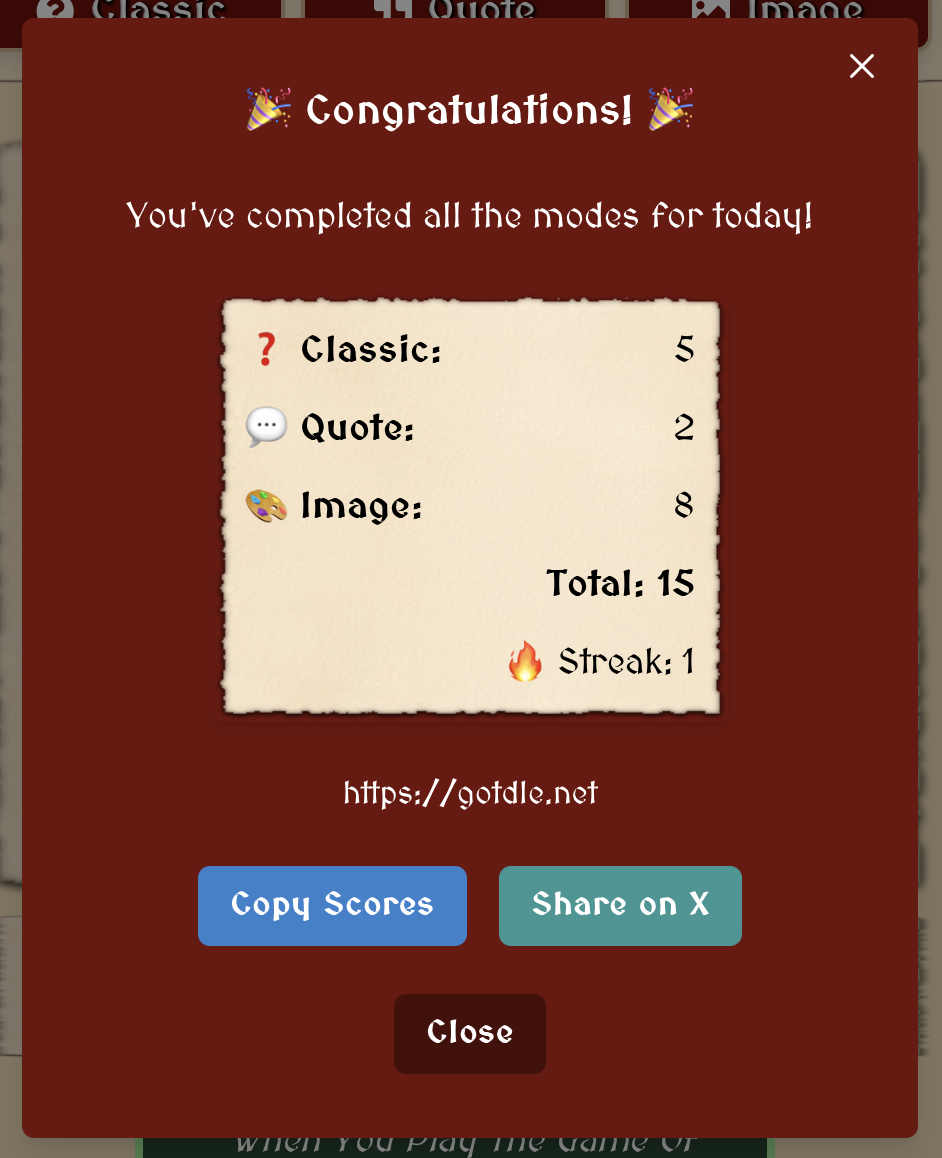 Classic Quote Image
Congratulations!
You've completed all the modes for today!
Classic: 5
Quote: 2
Image: 8
Total: 15
Streak: 1
https://gotdle.net
Copy Scores Share on X
Close
When You Play The Game Of